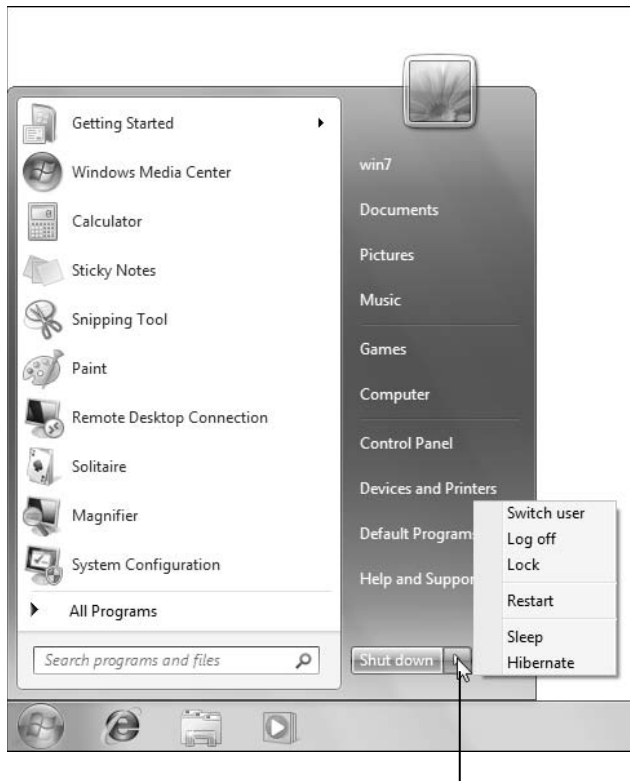 Getting Started
Windows Media Center
Calculator
Sticky Notes
Snipping Tool
Paint
Remote Desktop Connection
Solitaire
Magnifier
System Configuration
All Programs
Search programs and files
win7
Documents
Pictures
Music
Games
Computer
Control Panel
Devices and Printers
Default Program
Help and Suppor
Shut down
Switch user
Log off
Lock
Restart
Sleep
Hibernate